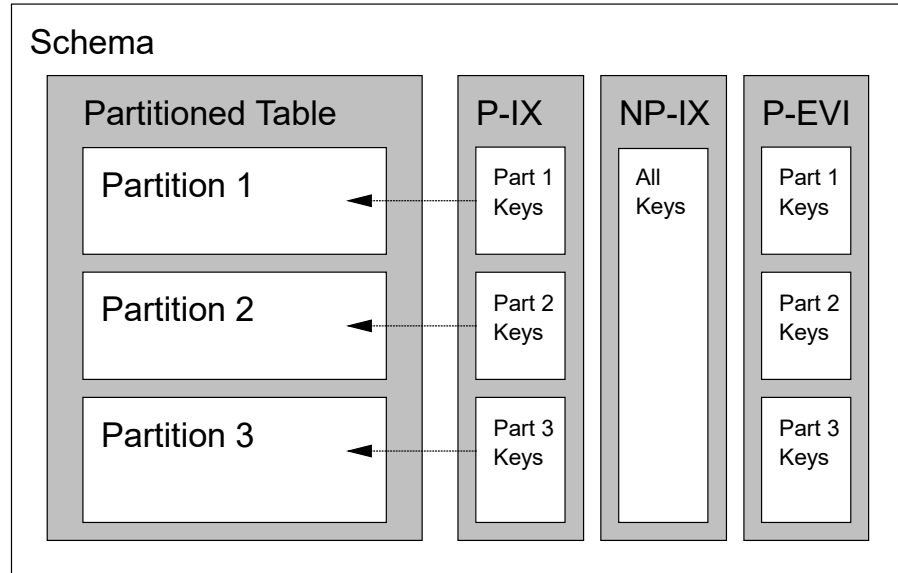 Schema
Partitioned Table
Partition 1
Partition 2
Partition 3
P-IX
Part 1
Keys
Part 2
Keys
Part 3
Keys
NP-IX
All
Keys
P-EVI
Part 1
Keys
Part 2
Keys
Part 3
Keys